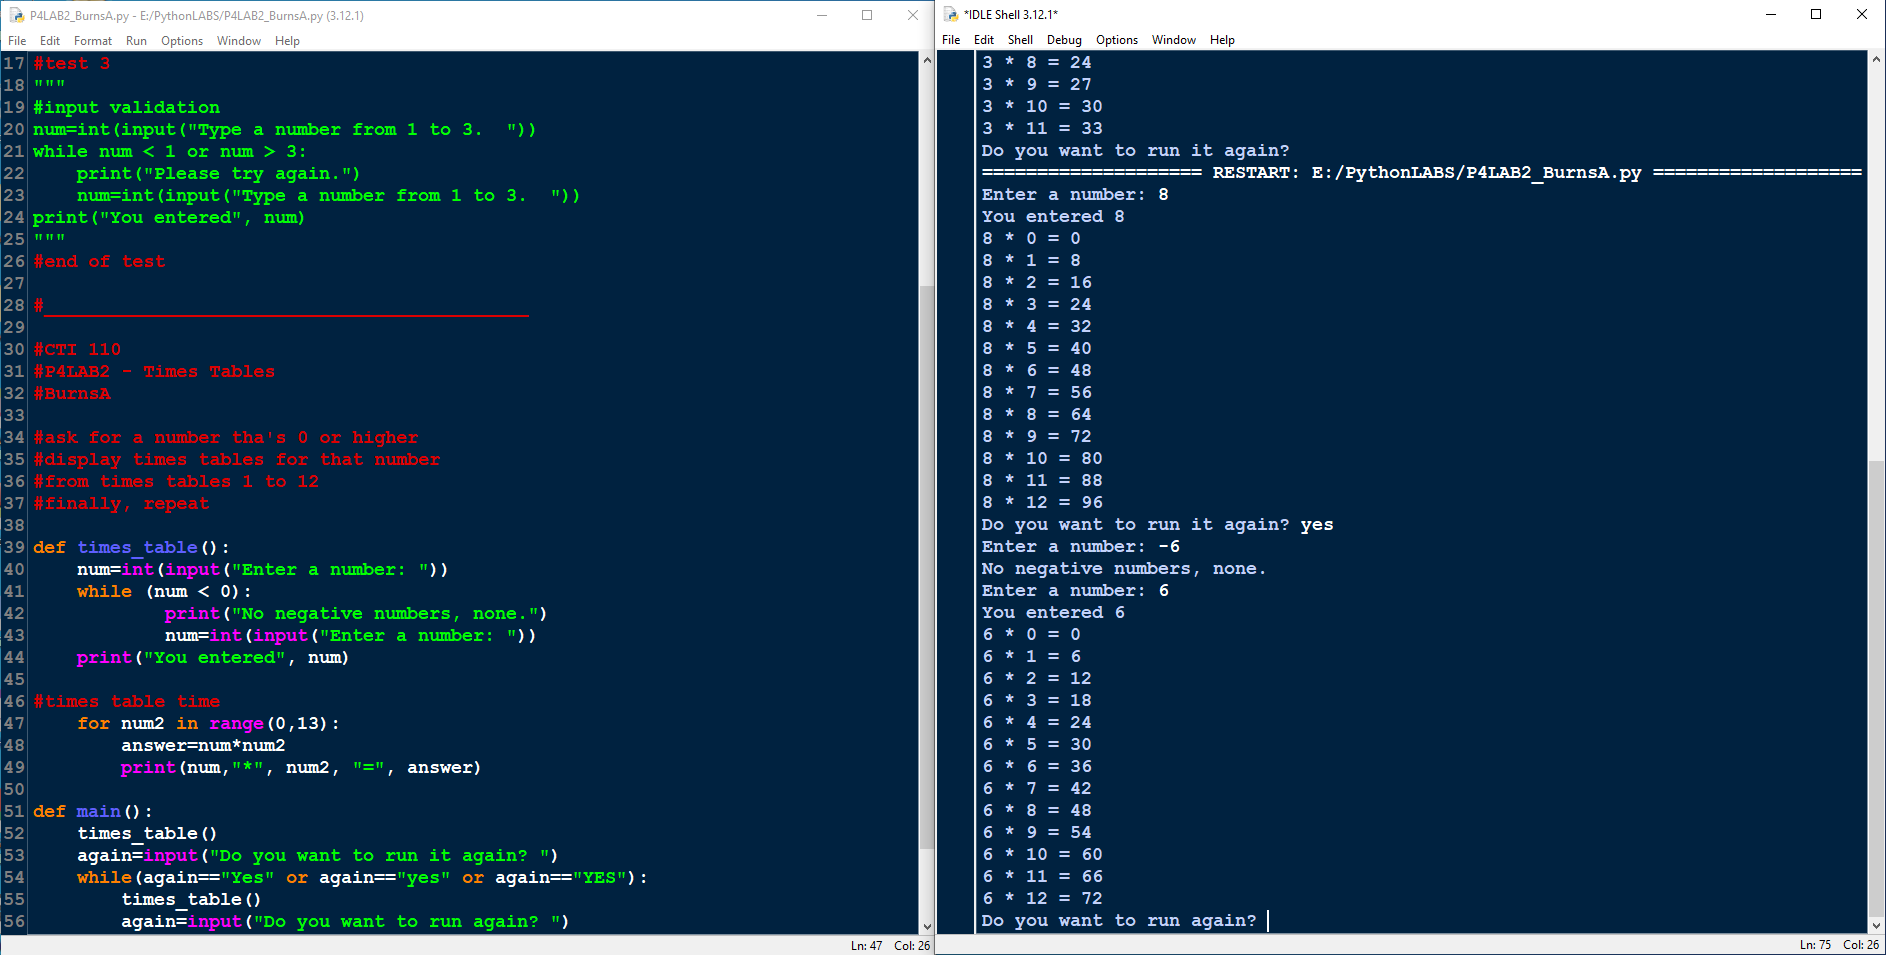 P4LAB2_BurnsA.py - E:/PythonLABS/P4LAB2_BurnsA.py (3.12.1)
File Edit Format Run Options Window Help
17 #test 3
18 """
19 #input validation
20 num=int(input("Type a number from 1 to 3.  "))
21 while num < 1 or num > 3:
22     print("Please try again.")
23     num=int(input("Type a number from 1 to 3.  "))
24 print("You entered", num)
25 """
26 #end of test
27
28 #____________________________________________
29
30 #CTI 110
31 #P4LAB2 - Times Tables
32 #BurnsA
33
34 #ask for a number tha's 0 or higher
35 #display times tables for that number
36 #from times tables 1 to 12
37 #finally, repeat
38
39 def times_table():
40     num=int(input("Enter a number: "))
41     while (num < 0):
42             print("No negative numbers, none.")
43             num=int(input("Enter a number: "))
44     print("You entered", num)
45
46 #times table time
47     for num2 in range(0,13):
48         answer=num*num2
49         print(num,"*", num2, "=", answer)
50
51 def main():
52     times_table()
53     again=input("Do you want to run it again? ")
54     while(again=="Yes" or again=="yes" or again=="YES"):
55         times_table()
56         again=input("Do you want to run again? ")
Ln: 47 Col: 26
*IDLE Shell 3.12.1*
File Edit Shell Debug Options Window Help
3 * 8 = 24
3 * 9 = 27
3 * 10 = 30
3 * 11 = 33
Do you want to run it again?
==================== RESTART: E:/PythonLABS/P4LAB2_BurnsA.py ===================
Enter a number: 8
You entered 8
8 * 0 = 0
8 * 1 = 8
8 * 2 = 16
8 * 3 = 24
8 * 4 = 32
8 * 5 = 40
8 * 6 = 48
8 * 7 = 56
8 * 8 = 64
8 * 9 = 72
8 * 10 = 80
8 * 11 = 88
8 * 12 = 96
Do you want to run it again? yes
Enter a number: -6
No negative numbers, none.
Enter a number: 6
You entered 6
6 * 0 = 0
6 * 1 = 6
6 * 2 = 12
6 * 3 = 18
6 * 4 = 24
6 * 5 = 30
6 * 6 = 36
6 * 7 = 42
6 * 8 = 48
6 * 9 = 54
6 * 10 = 60
6 * 11 = 66
6 * 12 = 72
Do you want to run again?
Ln: 75 Col: 26